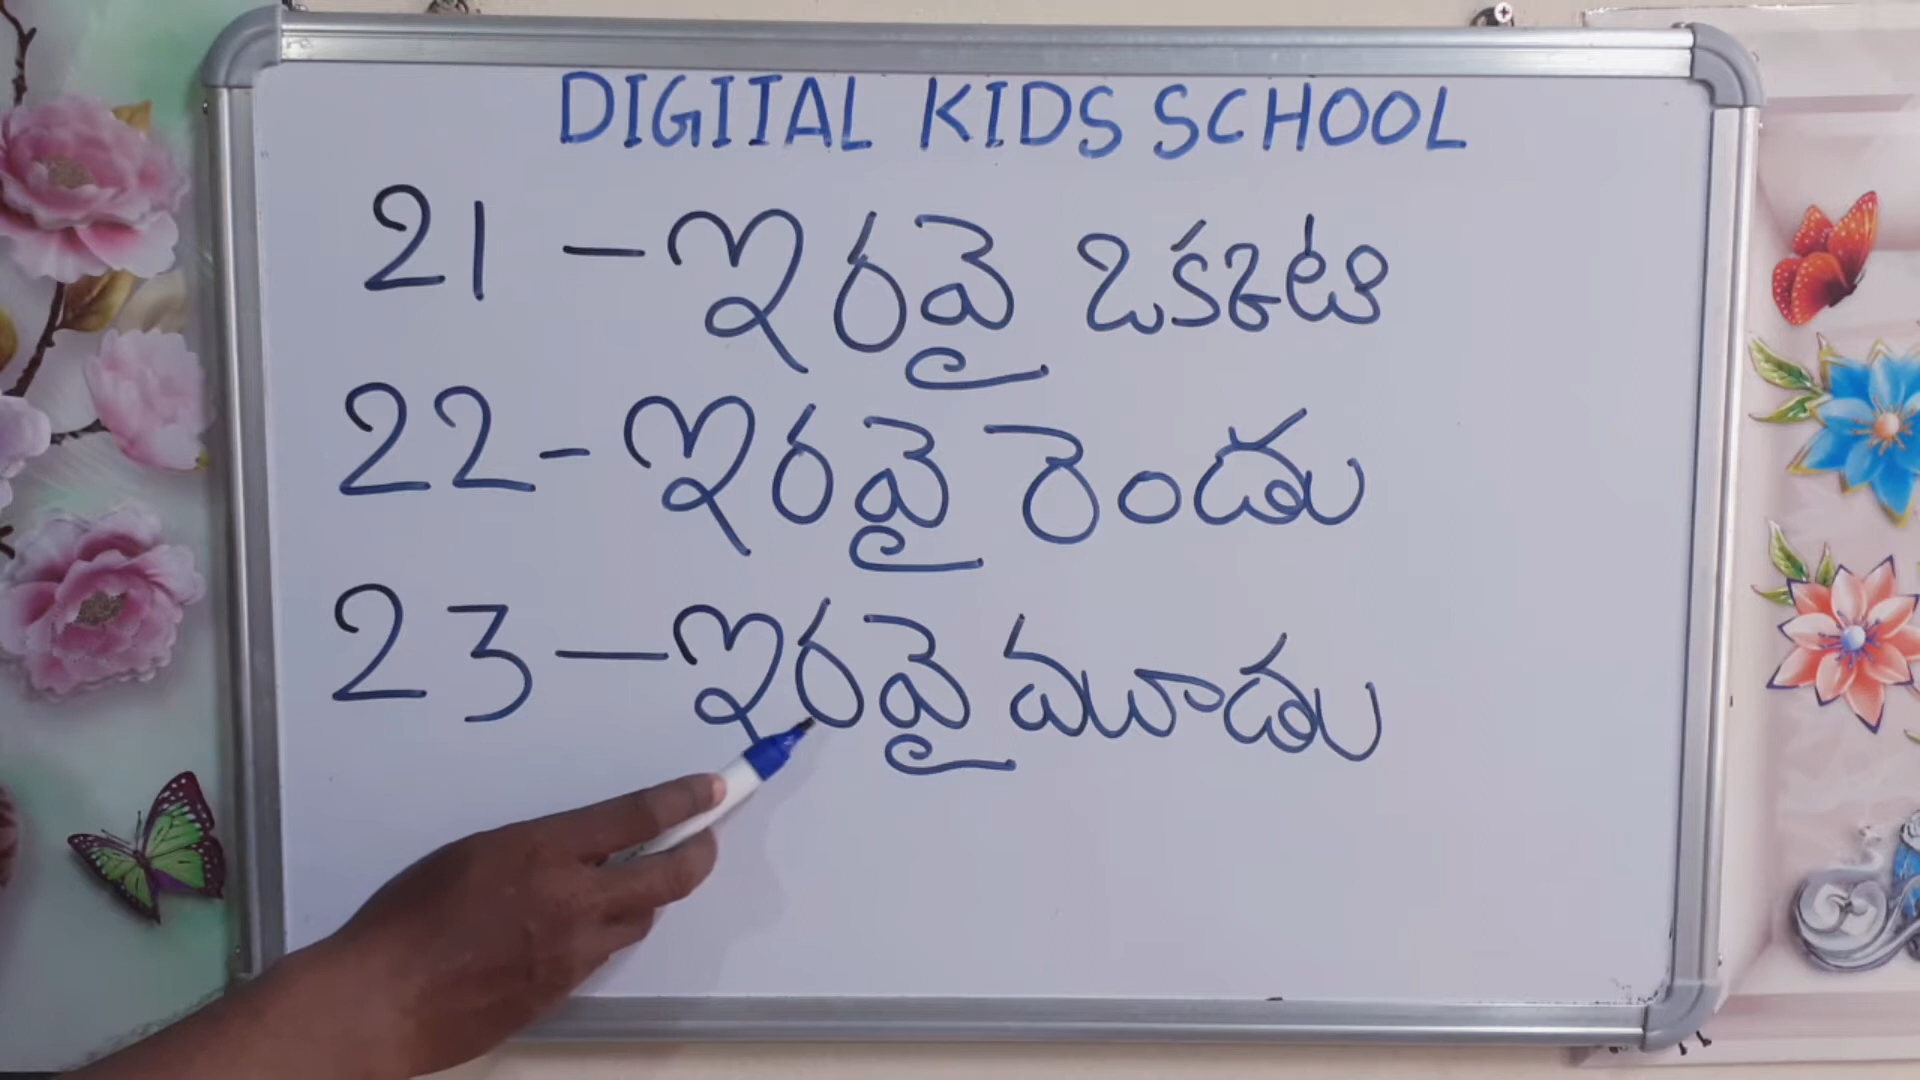 DIGIIAL KIDS SCHOOL
21 - ఇరవై ఒకటి
22 - ఇరవై రెండు
23 - ఇరవై మూడు